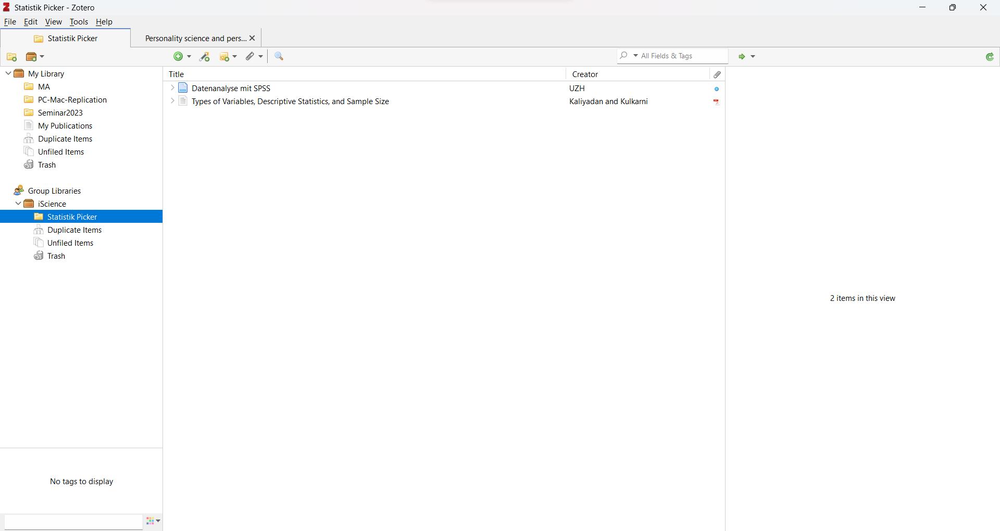 Statistik Picker - Zotero
File Edit View Tools Help
Statistik Picker
Personality science and pers...
All Fields & Tags
My Library
MA
PC-Mac-Replication
Seminar2023
My Publications
Duplicate Items
Unfiled Items
Trash
Group Libraries
iScience
Statistik Picker
Duplicate Items
Unfiled Items
Trash
No tags to display
Title Creator
Datenanalyse mit SPSS UZH
Types of Variables, Descriptive Statistics, and Sample Size Kaliyadan and Kulkarni
2 items in this view